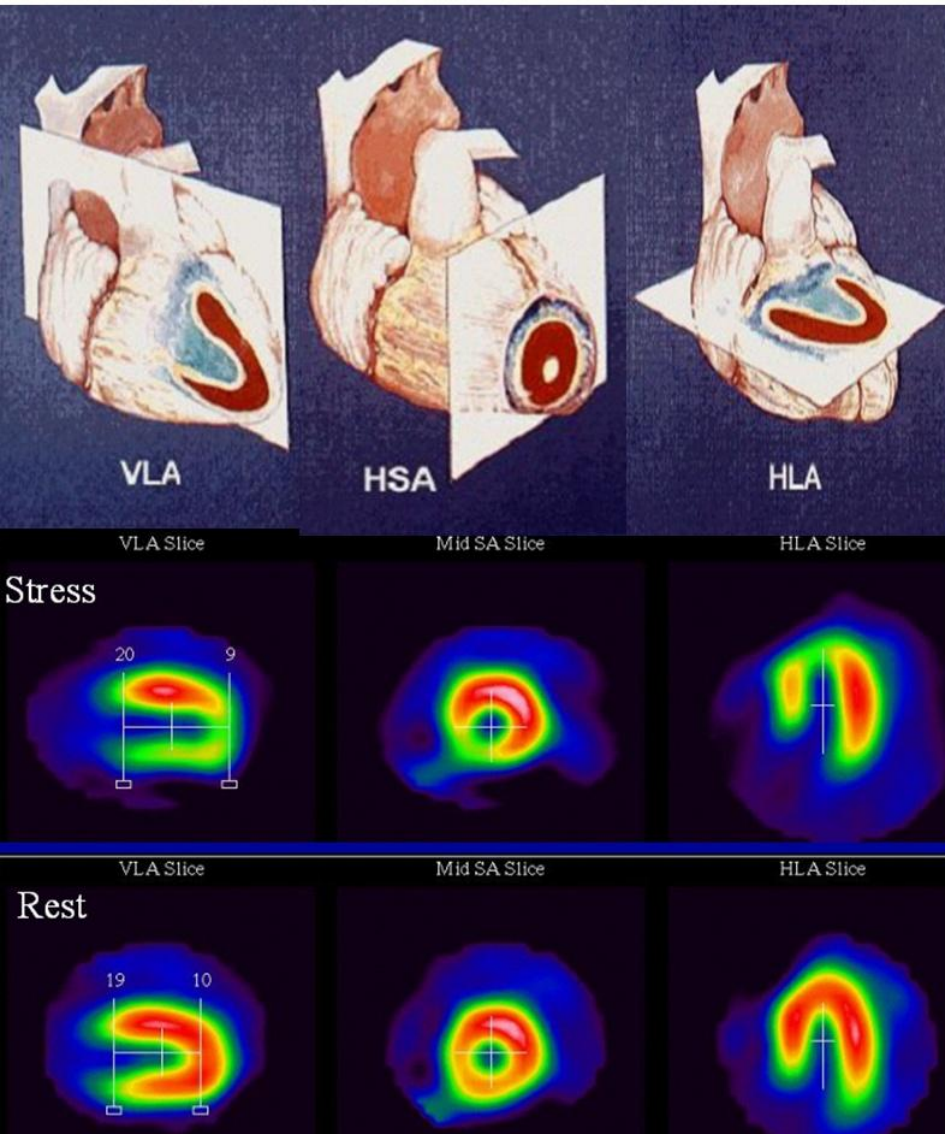 VLA
HSA
HLA
VLA Slice
Mid SA Slice
HLA Slice
Stress
20
9
VLA Slice
Mid SA Slice
HLA Slice
Rest
19
10